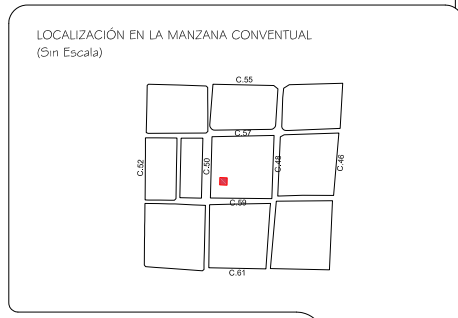 LOCALIZACIÓN EN LA MANZANA CONVENTUAL
(Sin Escala)
C.55
C.57
C.52
C.50
C.48
C.46
C.59
C.61